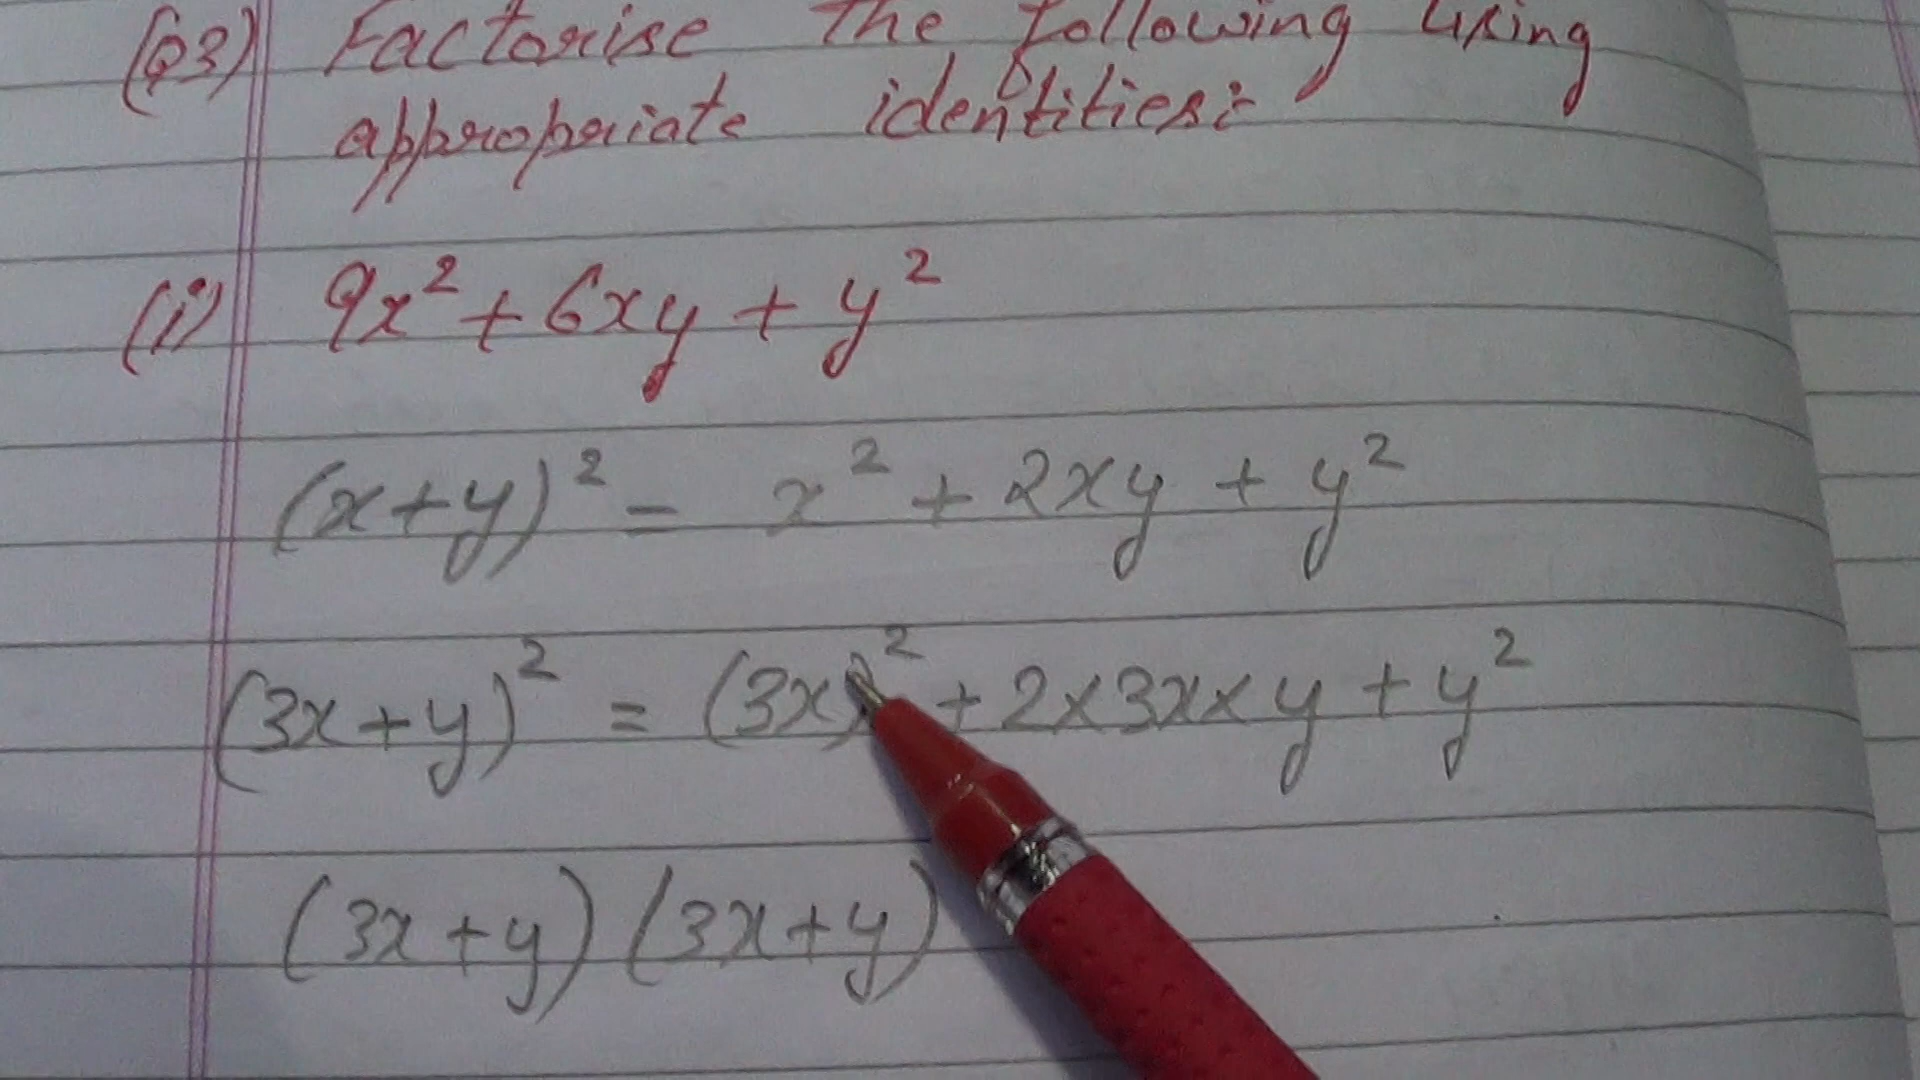 (Q3) Factorise the following using
appropriate identities:
(i) 9x² + 6xy + y²
(x+y)² = x² + 2xy + y²
(3x+y)² = (3x)² + 2×3x×y + y²
(3x+y)(3x+y)